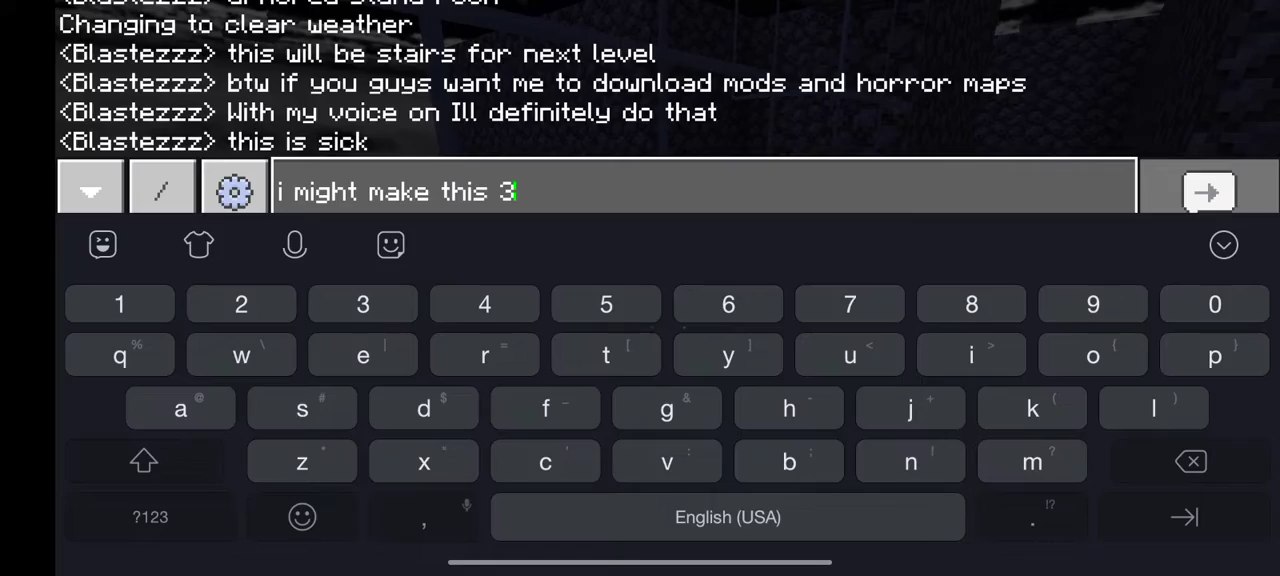 Changing to clear weather
<Blastezzz> this will be stairs for next level
<Blastezzz> btw if you guys want me to download mods and horror maps
<Blastezzz> With my voice on Ill definitely do that
<Blastezzz> this is sick
/ i might make this 3
1 2 3 4 5 6 7 8 9 0
q % w \ e | r = t [ y ] u < i > o { p }
a @ s # d $ f _ g & h - j + k ( l )
z * x " c ' v : b ; n ! m ?
?123 , English (USA) . !?